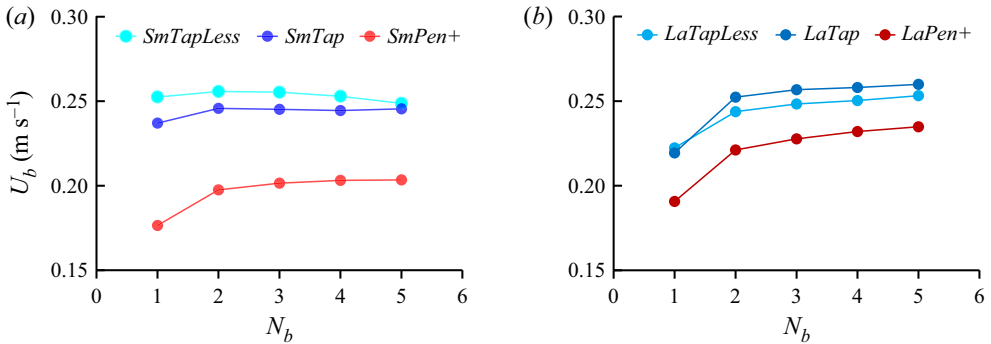 (a)
0.30
SmTapLess SmTap SmPen+
0.25
0.20
0.15
U_b (m s⁻¹)
0 1 2 3 4 5 6
N_b
(b)
0.30
LaTapLess LaTap LaPen+
0.25
0.20
0.15
0 1 2 3 4 5 6
N_b